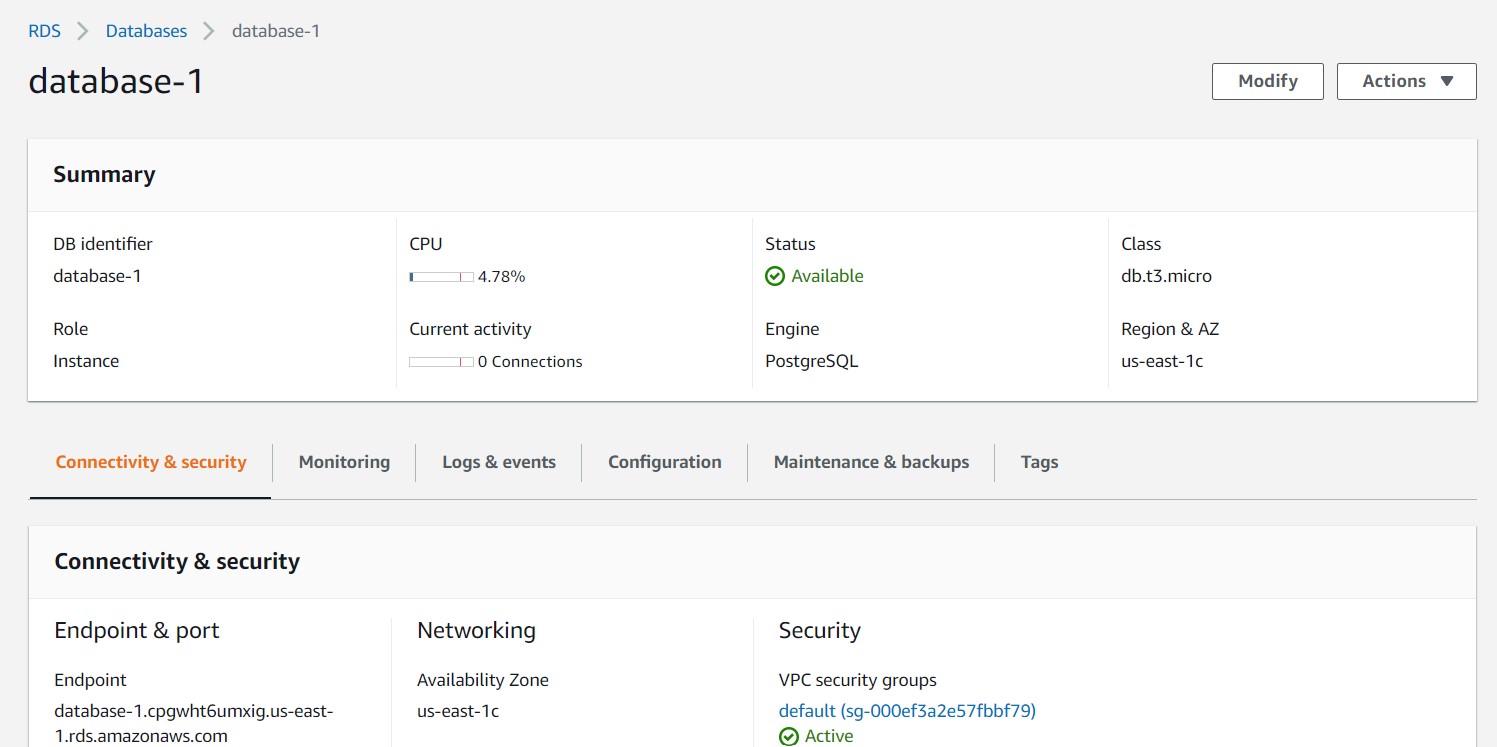 RDS Databases database-1
database-1
Modify Actions
Summary
DB identifier CPU Status Class
database-1 4.78% Available db.t3.micro
Role Current activity Engine Region & AZ
Instance 0 Connections PostgreSQL us-east-1c
Connectivity & security Monitoring Logs & events Configuration Maintenance & backups Tags
Connectivity & security
Endpoint & port Networking Security
Endpoint Availability Zone VPC security groups
database-1.cpgwht6umxig.us-east- us-east-1c default (sg-000ef3a2e57fbbf79)
1.rds.amazonaws.com Active